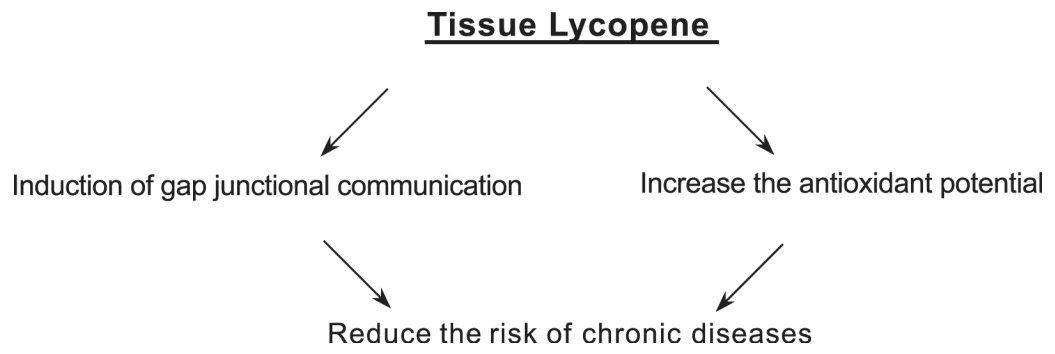 Tissue Lycopene
Induction of gap junctional communication
Increase the antioxidant potential
Reduce the risk of chronic diseases